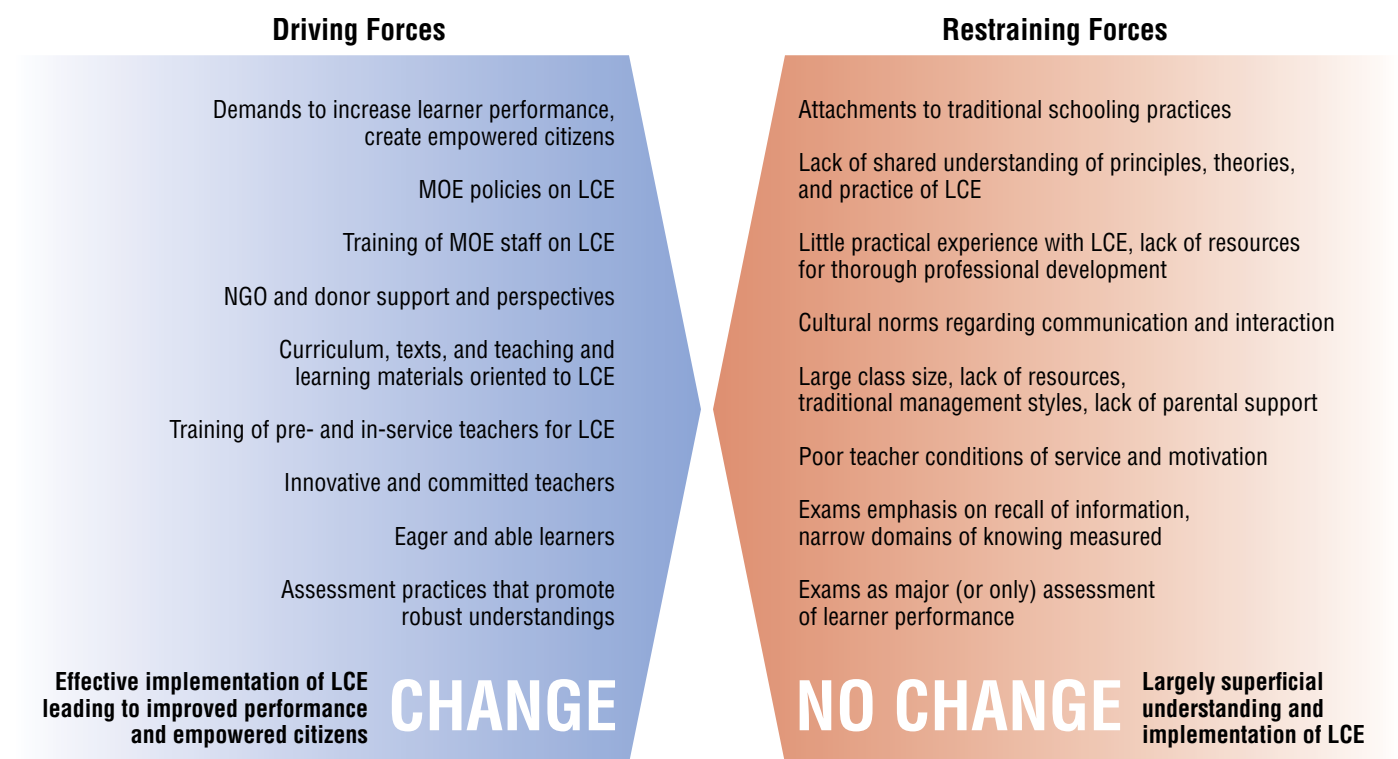 Driving Forces
Demands to increase learner performance,
create empowered citizens
MOE policies on LCE
Training of MOE staff on LCE
NGO and donor support and perspectives
Curriculum, texts, and teaching and
learning materials oriented to LCE
Training of pre- and in-service teachers for LCE
Innovative and committed teachers
Eager and able learners
Assessment practices that promote
robust understandings
Effective implementation of LCE
leading to improved performance
and empowered citizens
CHANGE
Restraining Forces
Attachments to traditional schooling practices
Lack of shared understanding of principles, theories,
and practice of LCE
Little practical experience with LCE, lack of resources
for thorough professional development
Cultural norms regarding communication and interaction
Large class size, lack of resources,
traditional management styles, lack of parental support
Poor teacher conditions of service and motivation
Exams emphasis on recall of information,
narrow domains of knowing measured
Exams as major (or only) assessment
of learner performance
NO CHANGE
Largely superficial
understanding and
implementation of LCE